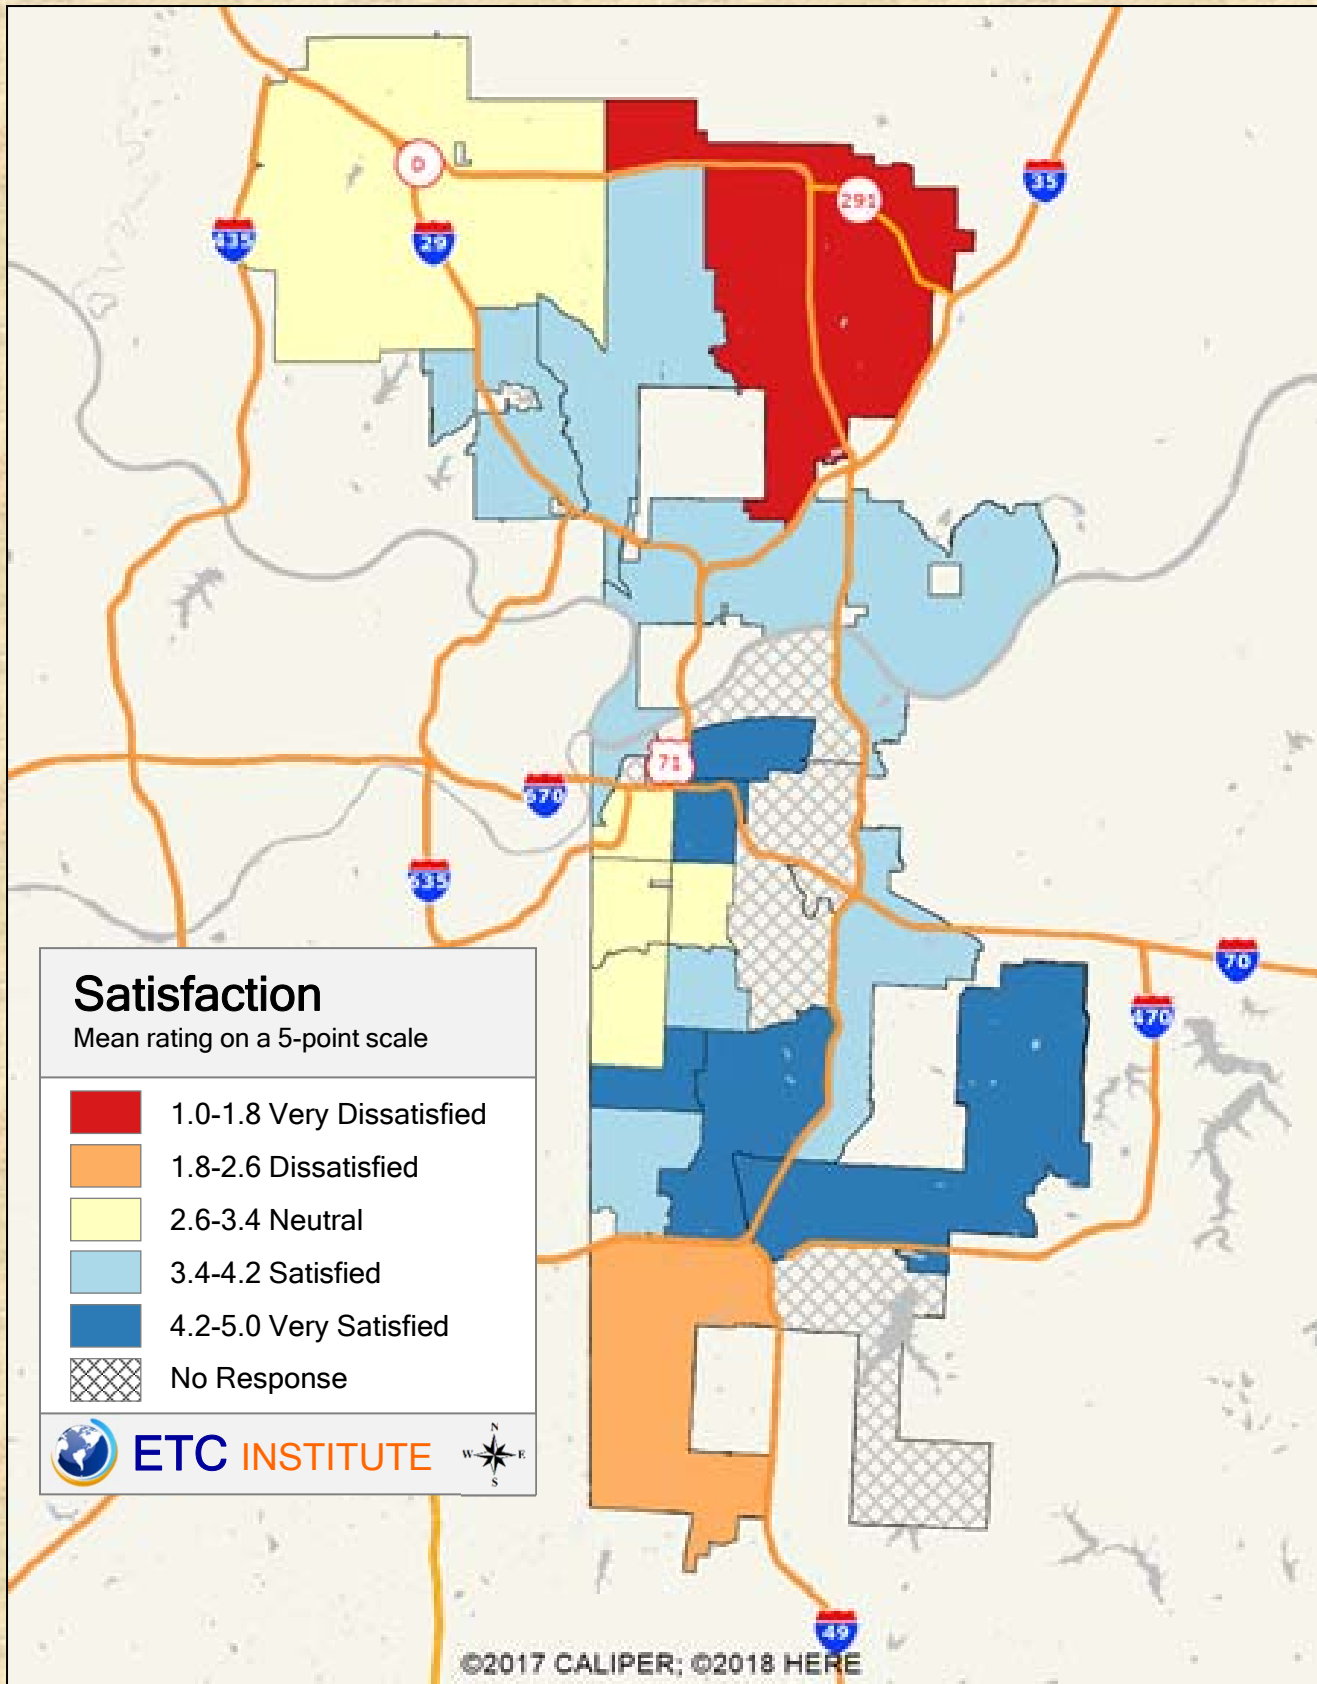 D
291
35
435
29
71
670
635
70
470
Satisfaction
Mean rating on a 5-point scale
1.0-1.8 Very Dissatisfied
1.8-2.6 Dissatisfied
2.6-3.4 Neutral
3.4-4.2 Satisfied
4.2-5.0 Very Satisfied
No Response
ETC INSTITUTE
N
W E
S
49
©2017 CALIPER; ©2018 HERE